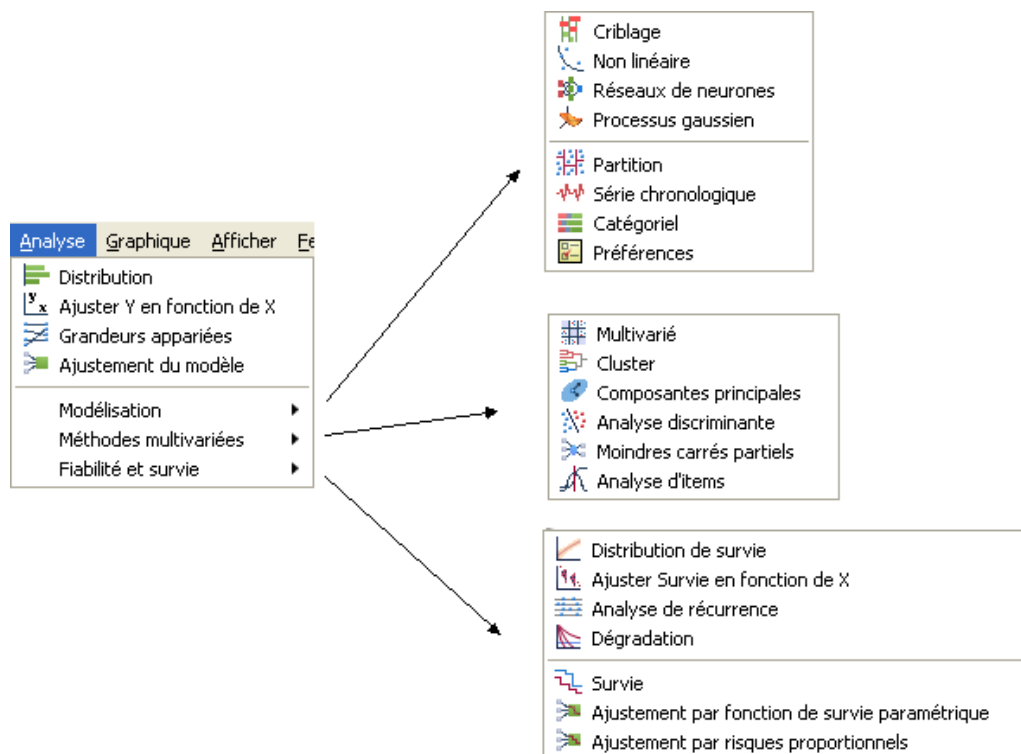 Analyse Graphique Afficher
Distribution
Ajuster Y en fonction de X
Grandeurs appariées
Ajustement du modèle
Modélisation
Méthodes multivariées
Fiabilité et survie
Criblage
Non linéaire
Réseaux de neurones
Processus gaussien
Partition
Série chronologique
Catégoriel
Préférences
Multivarié
Cluster
Composantes principales
Analyse discriminante
Moindres carrés partiels
Analyse d'items
Distribution de survie
Ajuster Survie en fonction de X
Analyse de récurrence
Dégradation
Survie
Ajustement par fonction de survie paramétrique
Ajustement par risques proportionnels